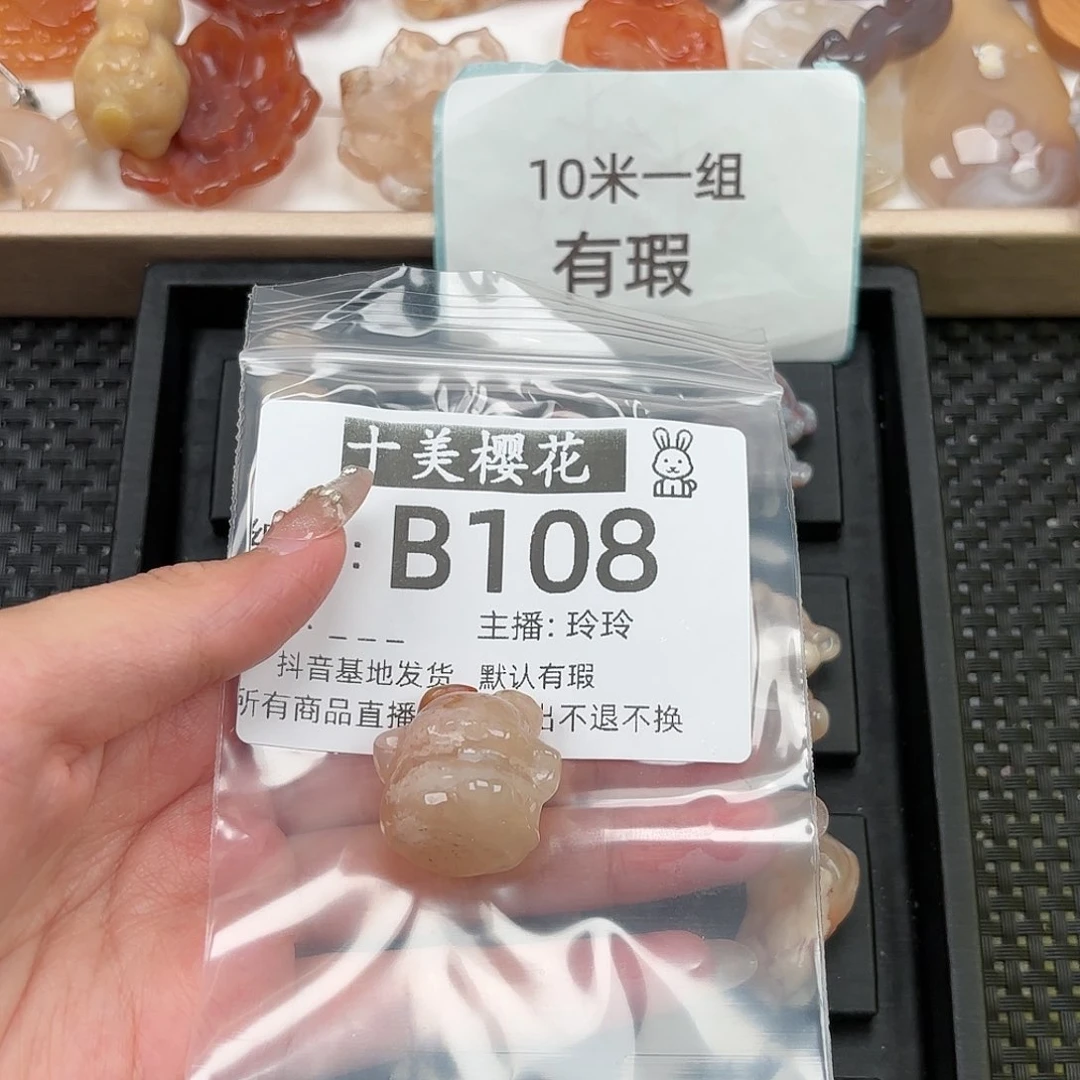 10米一组
有瑕
十美樱花
: B108
主播: 玲玲
抖音基地发货 默认有瑕
所有商品直播 出不退不换